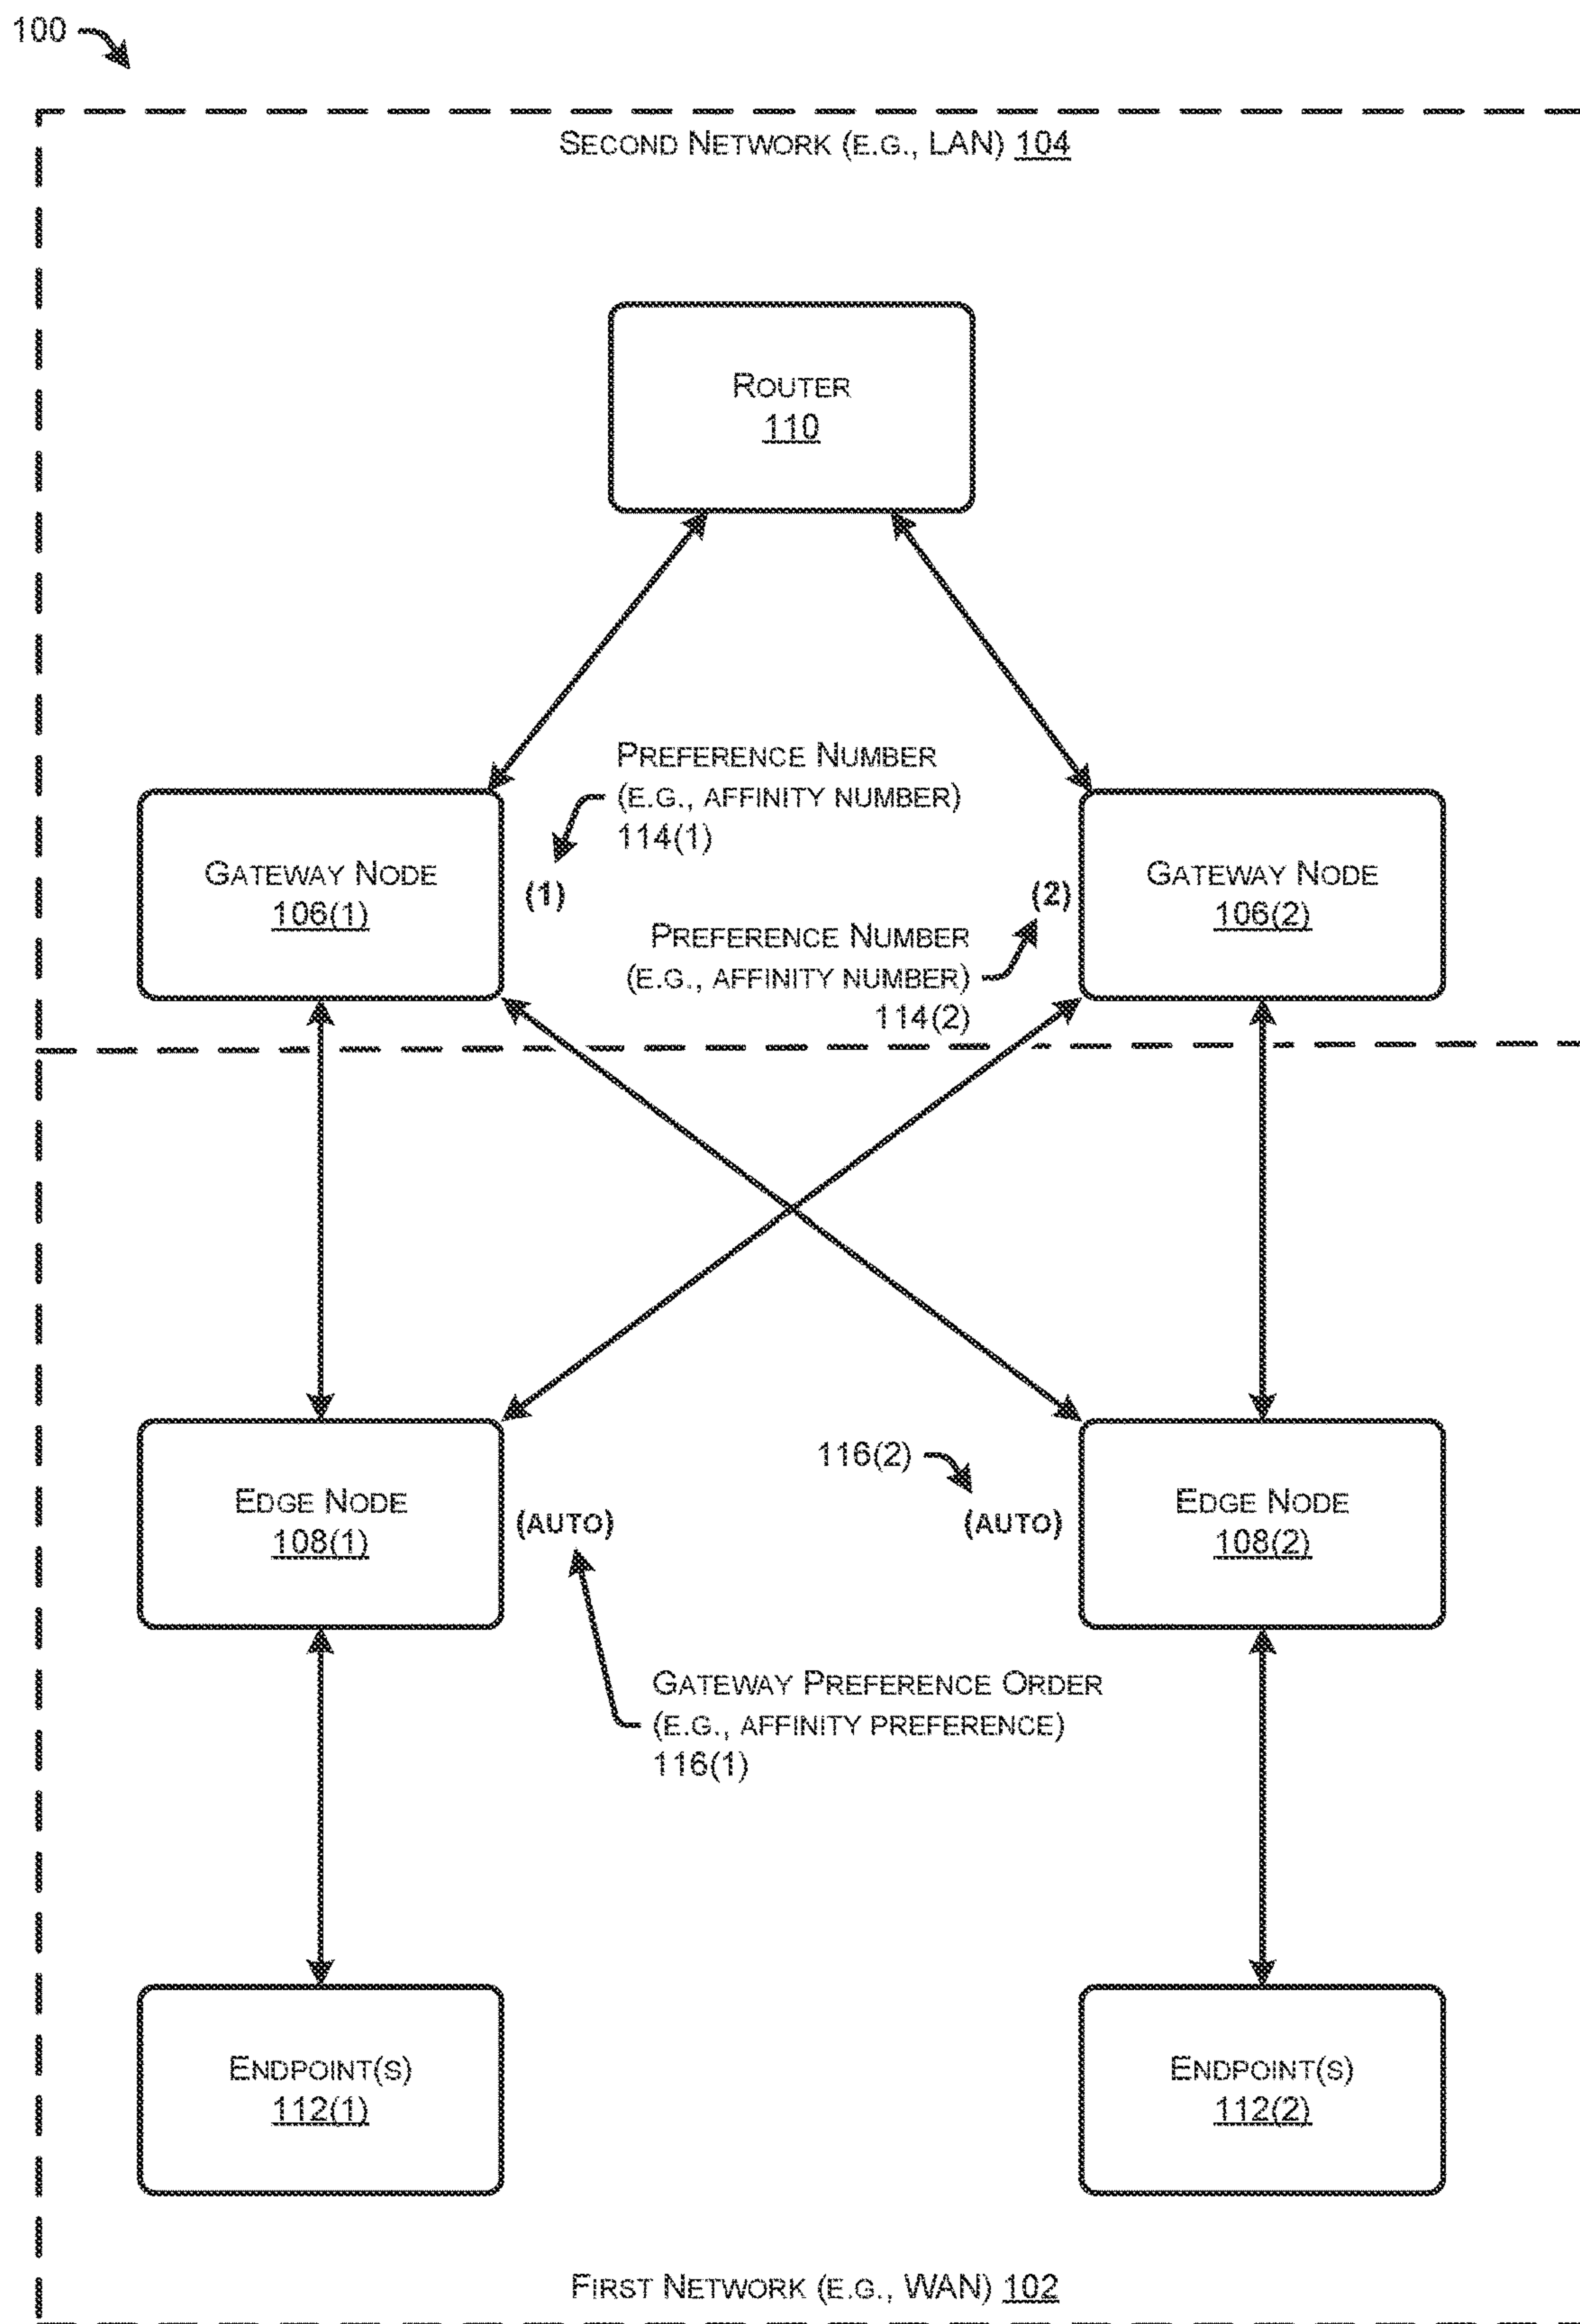 100
SECOND NETWORK (E.G., LAN) 104
ROUTER
110
PREFERENCE NUMBER
(E.G., AFFINITY NUMBER)
114(1)
GATEWAY NODE
106(1)
(1)
(2)
GATEWAY NODE
106(2)
PREFERENCE NUMBER
(E.G., AFFINITY NUMBER)
114(2)
116(2)
EDGE NODE
108(1)
(AUTO)
(AUTO)
EDGE NODE
108(2)
GATEWAY PREFERENCE ORDER
(E.G., AFFINITY PREFERENCE)
116(1)
ENDPOINT(S)
112(1)
ENDPOINT(S)
112(2)
FIRST NETWORK (E.G., WAN) 102